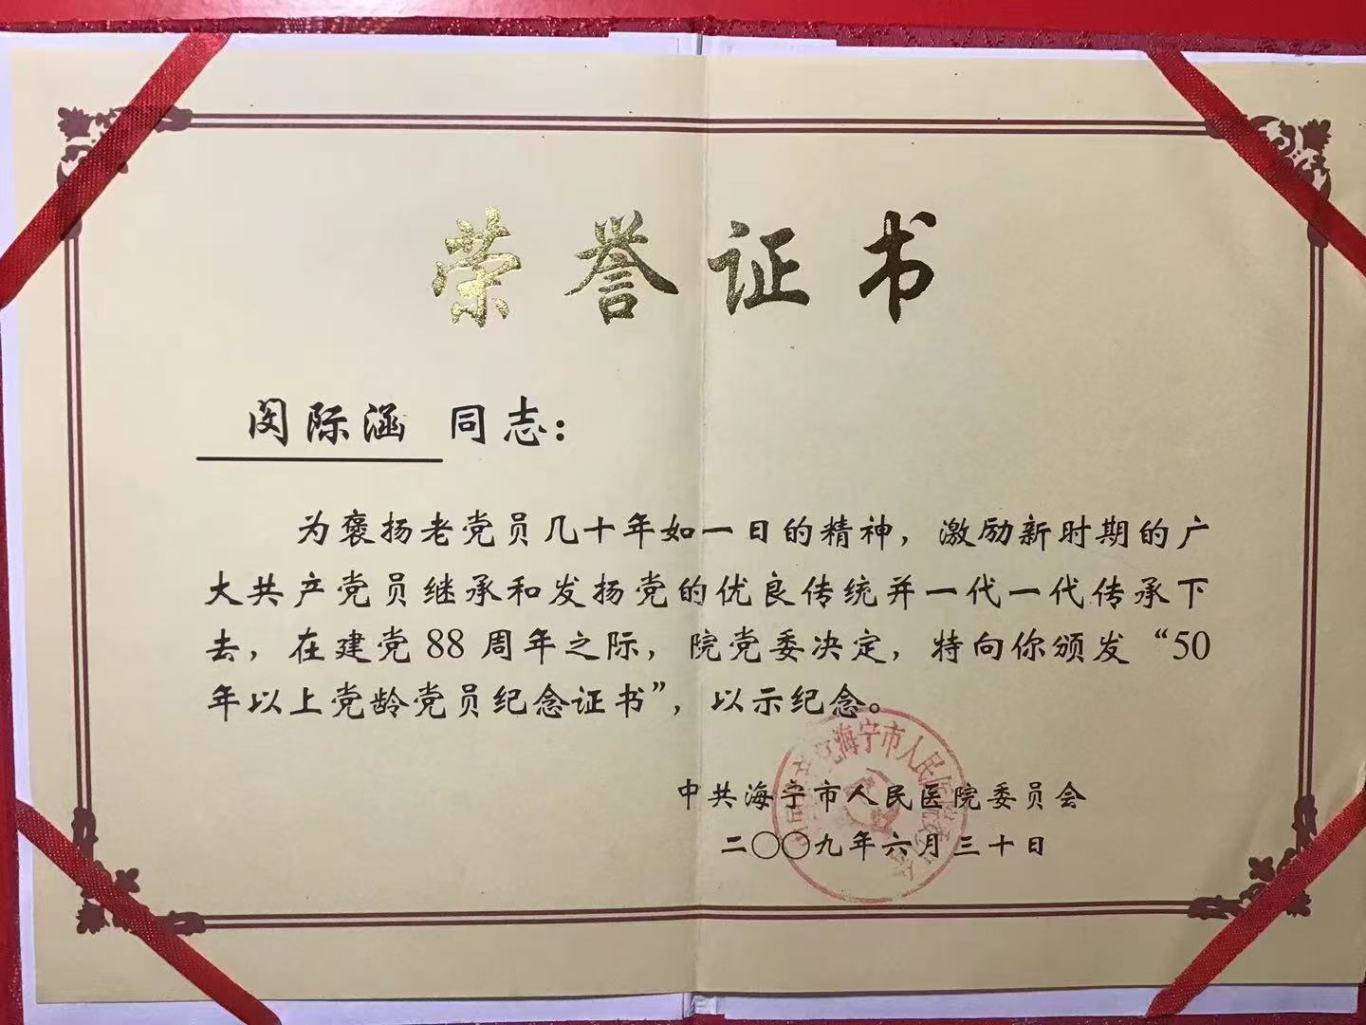 荣誉证书
闵际涵 同志：
为褒扬老党员几十年如一日的精神，激励新时期的广
大共产党员继承和发扬党的优良传统并一代一代传承下
去，在建党88周年之际，院党委决定，特向你颁发“50
年以上党龄党员纪念证书”，以示纪念。
中共海宁市人民医院委员会
二〇〇九年六月三十日